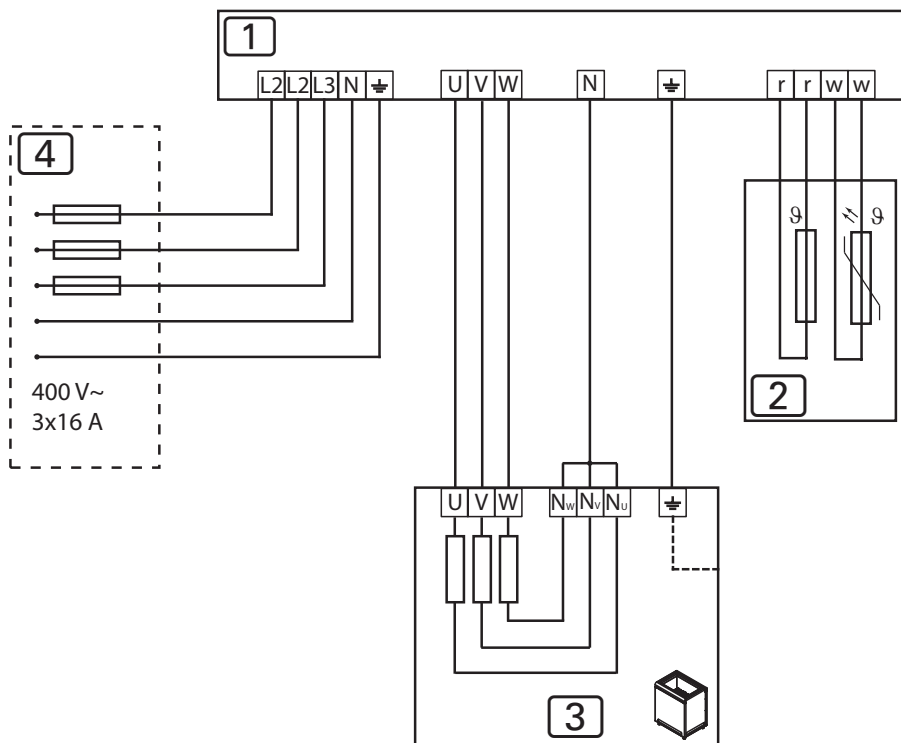 1
L2 L2 L3 N ⏚ U V W N ⏚ r r w w
4
ϑ ϑ
400 V~
3x16 A
2
U V W NW NV NU ⏚
3